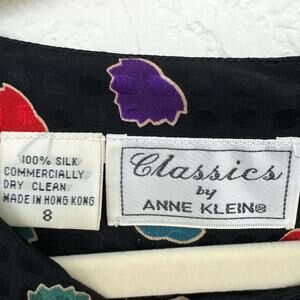 100% SILK
COMMERCIALLY
DRY CLEAN
MADE IN HONG KONG
8
Classics
by
ANNE KLEIN®